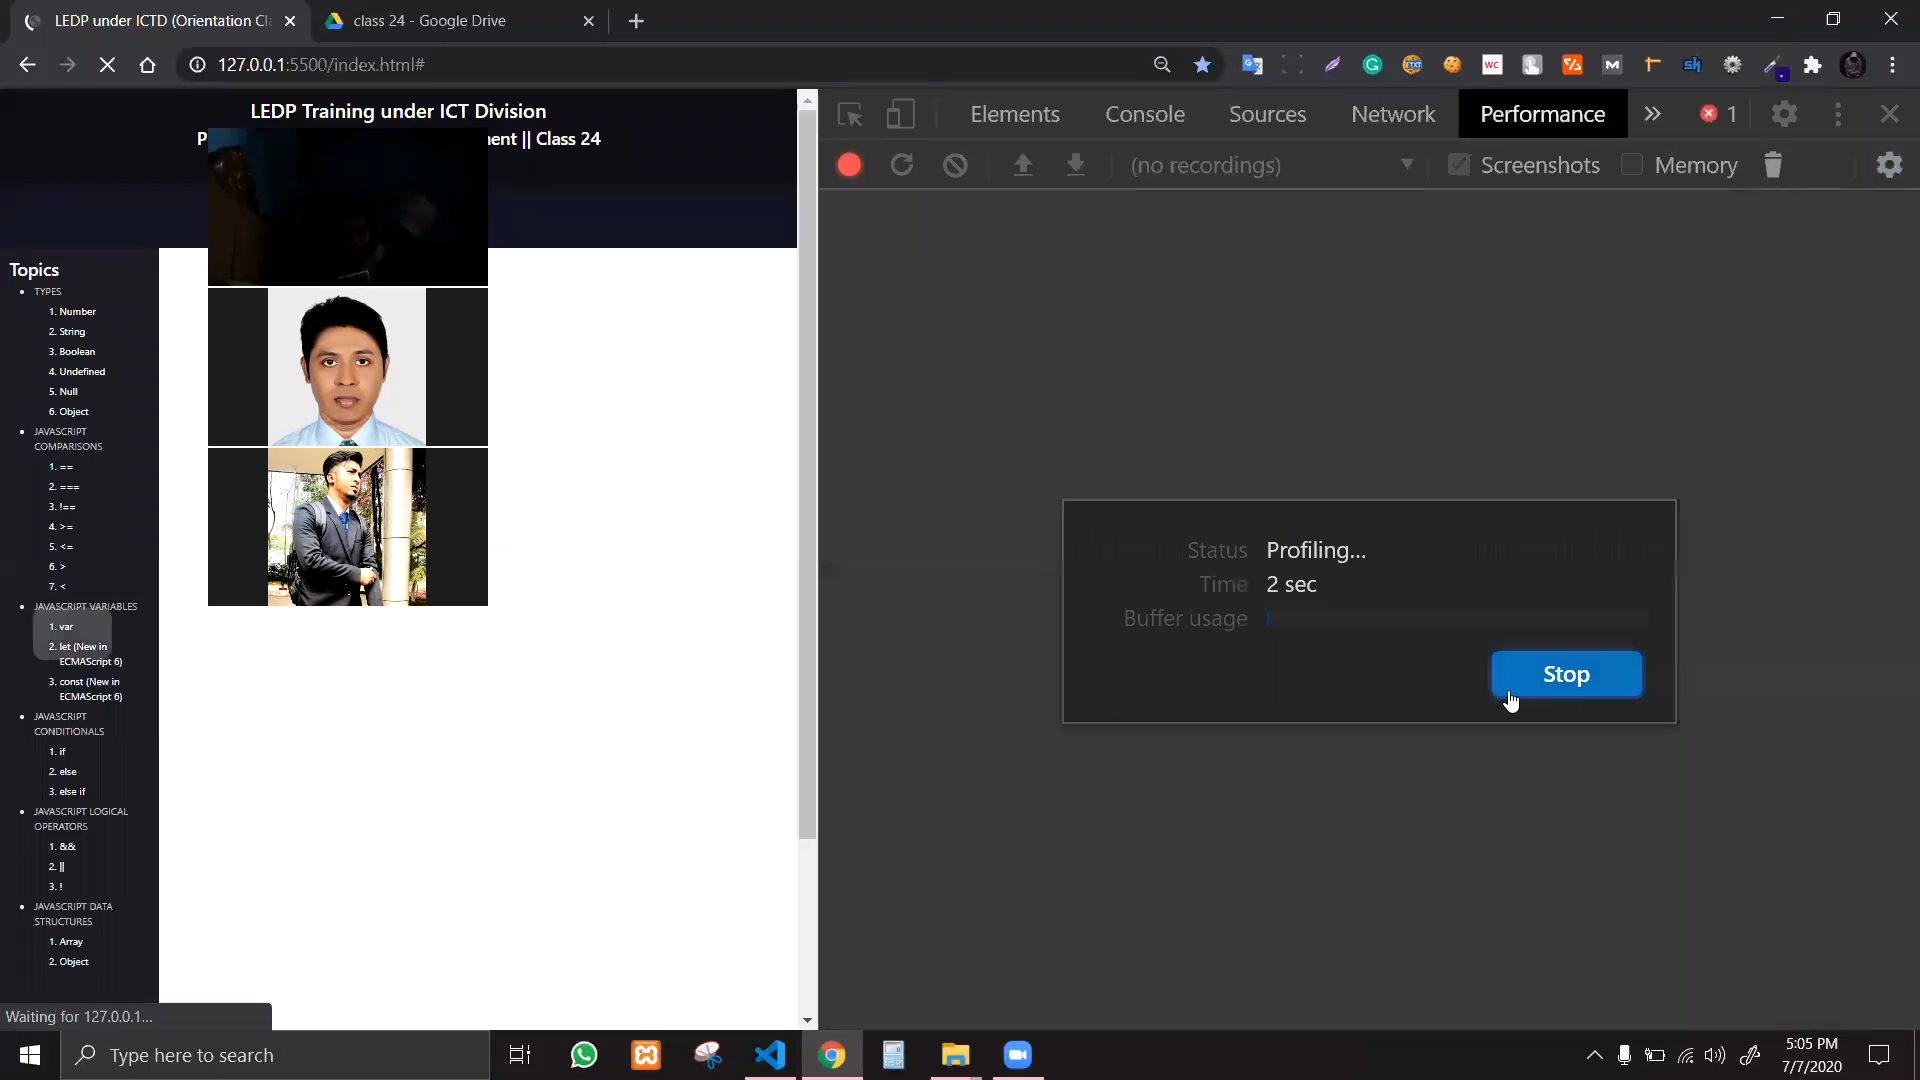 LEDP under ICTD (Orientation Cl
class 24 - Google Drive
127.0.0.1:5500/index.html#
LEDP Training under ICT Division
P
nent || Class 24
Topics
TYPES
1. Number
2. String
3. Boolean
4. Undefined
5. Null
6. Object
JAVASCRIPT
COMPARISONS
1. ==
2. ===
3. !==
4. >=
5. <=
6. >
7. <
JAVASCRIPT VARIABLES
1. var
2. let (New in
ECMAScript 6)
3. const (New in
ECMAScript 6)
JAVASCRIPT
CONDITIONALS
1. if
2. else
3. else if
JAVASCRIPT LOGICAL
OPERATORS
1. &&
2. ||
3. !
JAVASCRIPT DATA
STRUCTURES
1. Array
2. Object
Waiting for 127.0.0.1...
Elements Console Sources Network Performance 1
(no recordings) Screenshots Memory
Status Profiling...
Time 2 sec
Buffer usage
Stop
Type here to search
5:05 PM
7/7/2020